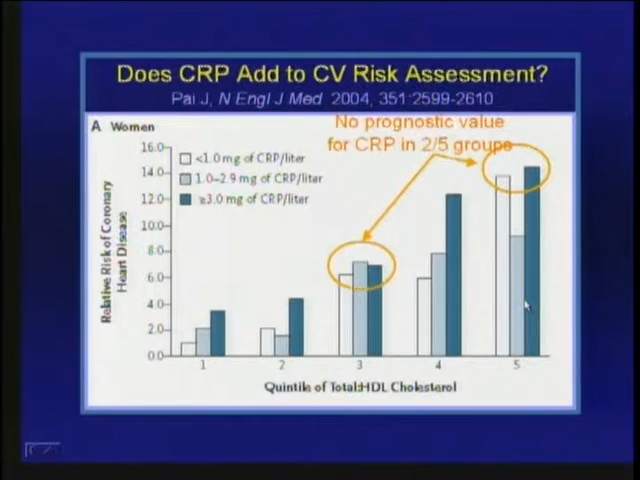 Does CRP Add to CV Risk Assessment?
Pai J, N Engl J Med 2004, 351:2599-2610
A Women
No prognostic value
for CRP in 2/5 groups
<1.0 mg of CRP/liter
1.0–2.9 mg of CRP/liter
≥3.0 mg of CRP/liter
Relative Risk of Coronary
Heart Disease
16.0
14.0
12.0
10.0
8.0
6.0
4.0
2.0
0.0
1 2 3 4 5
Quintile of Total:HDL Cholesterol